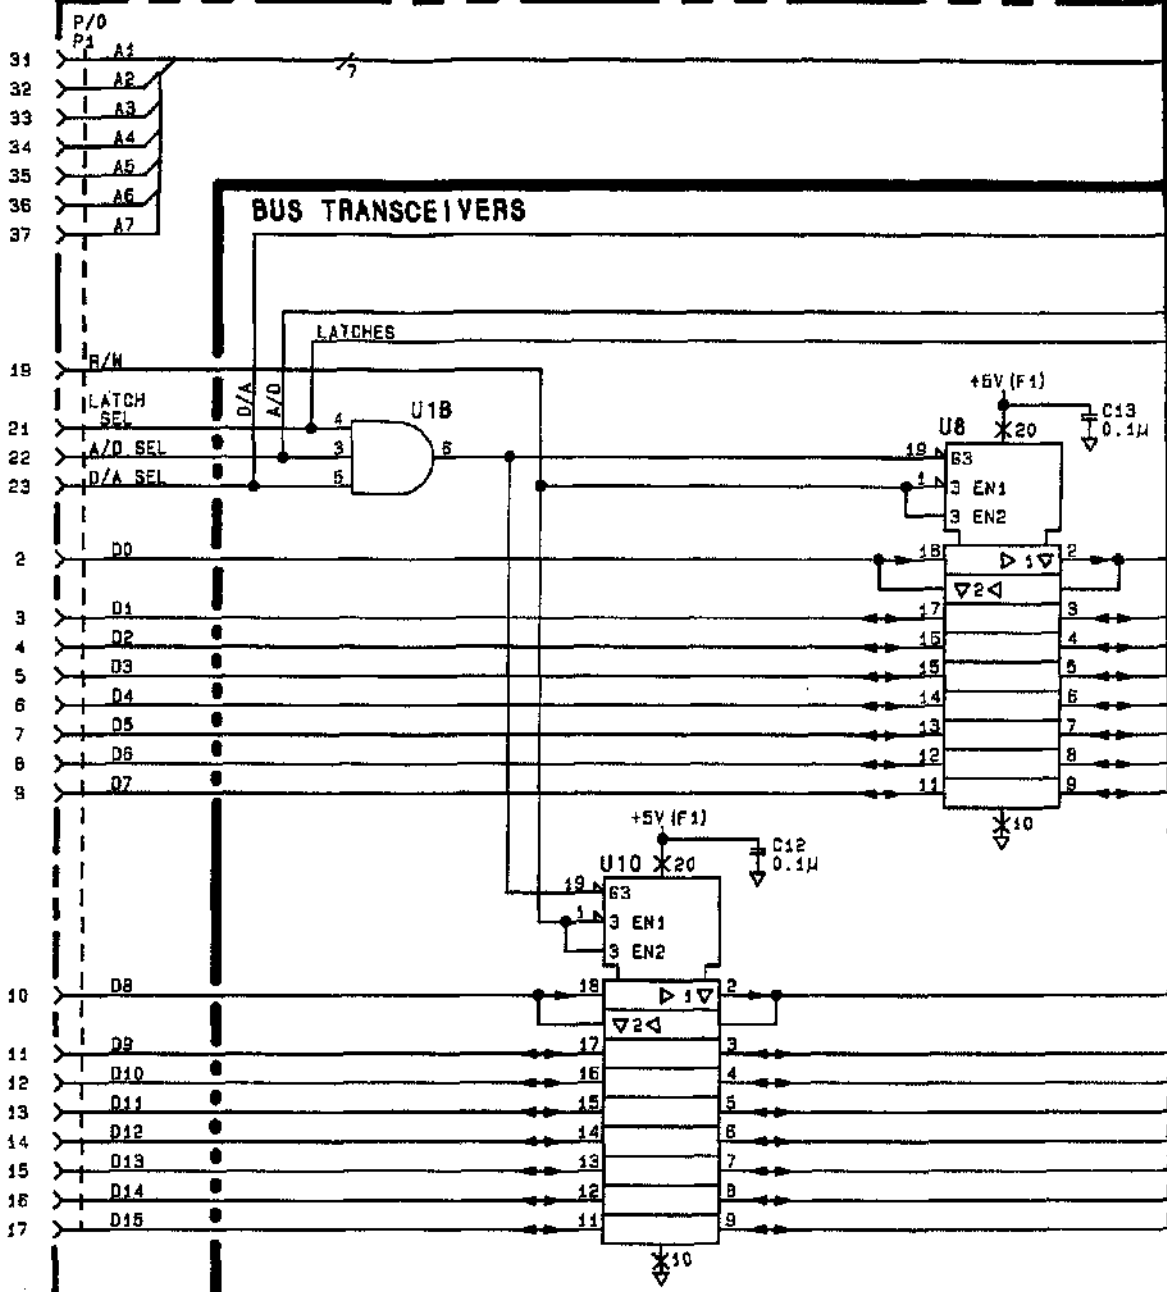 P/O
P1
31 A1
7
32 A2
33 A3
34 A4
35 A5
36 A6
37 A7
BUS TRANSCEIVERS
LATCHES
19 R/W
D/A
A/D
LATCH
SEL
21
22 A/D SEL
23 D/A SEL
4
3
5
U1B
6
+5V (F1)
C13
0.1µ
U8
20
19 G3
1 3 EN1
3 EN2
2 D0 18 1 2
2
3 D1 17 3
4 D2 16 4
5 D3 15 5
6 D4 14 6
7 D5 13 7
8 D6 12 8
9 D7 11 9
10
+5V (F1)
C12
0.1µ
U10 20
19 G3
1 3 EN1
3 EN2
10 D8 18 1 2
2
11 D9 17 3
12 D10 16 4
13 D11 15 5
14 D12 14 6
15 D13 13 7
16 D14 12 8
17 D15 11 9
10